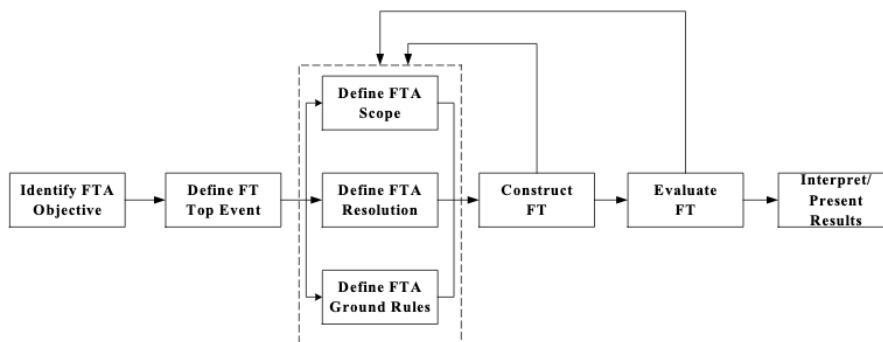 Define FTA
Scope
Identify FTA
Objective
Define FT
Top Event
Define FTA
Resolution
Construct
FT
Evaluate
FT
Interpret/
Present
Results
Define FTA
Ground Rules